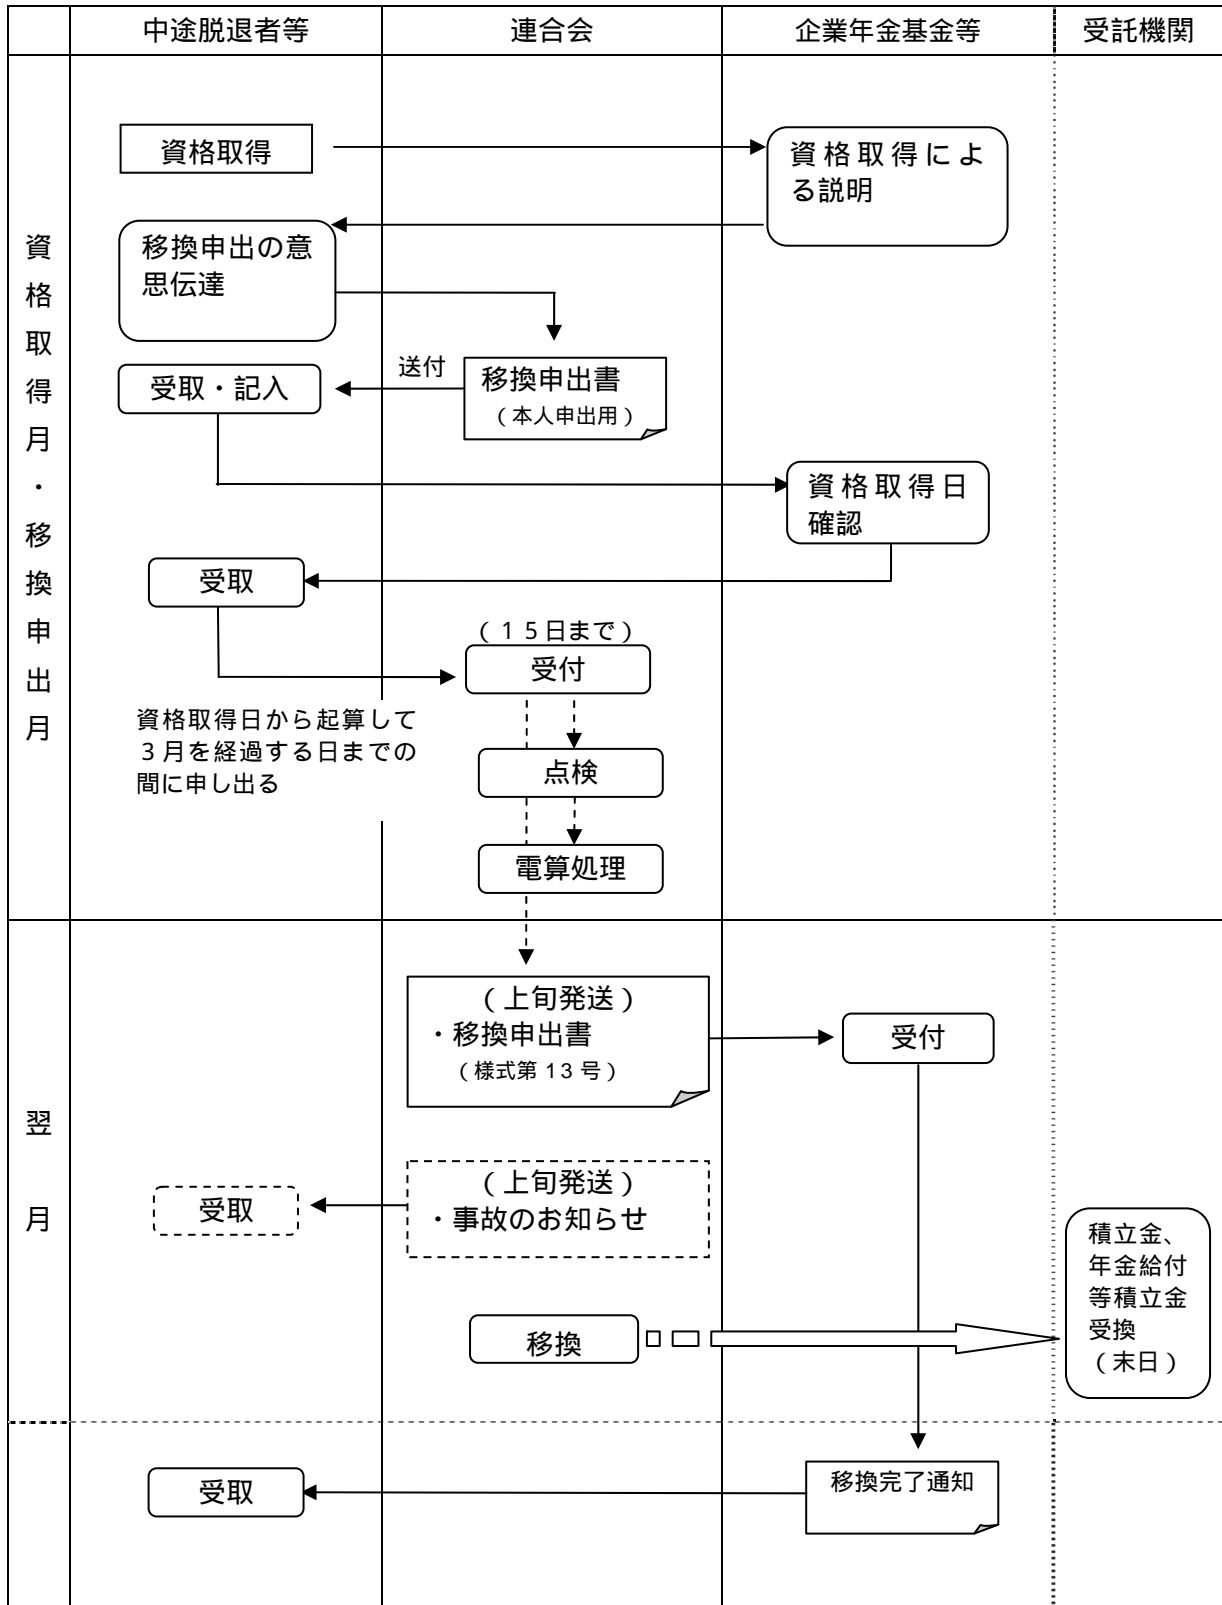 中途脱退者等
連合会
企業年金基金等
受託機関
資格取得月・移換申出月
資格取得
資格取得によ
る説明
移換申出の意
思伝達
送付
移換申出書
（本人申出用）
受取・記入
資格取得日
確認
受取
（１５日まで）
受付
資格取得日から起算して
３月を経過する日までの
間に申し出る
点検
電算処理
翌月
（上旬発送）
・移換申出書
（様式第13号）
受付
（上旬発送）
・事故のお知らせ
受取
移換
積立金、
年金給付
等積立金
受換
（末日）
移換完了通知
受取